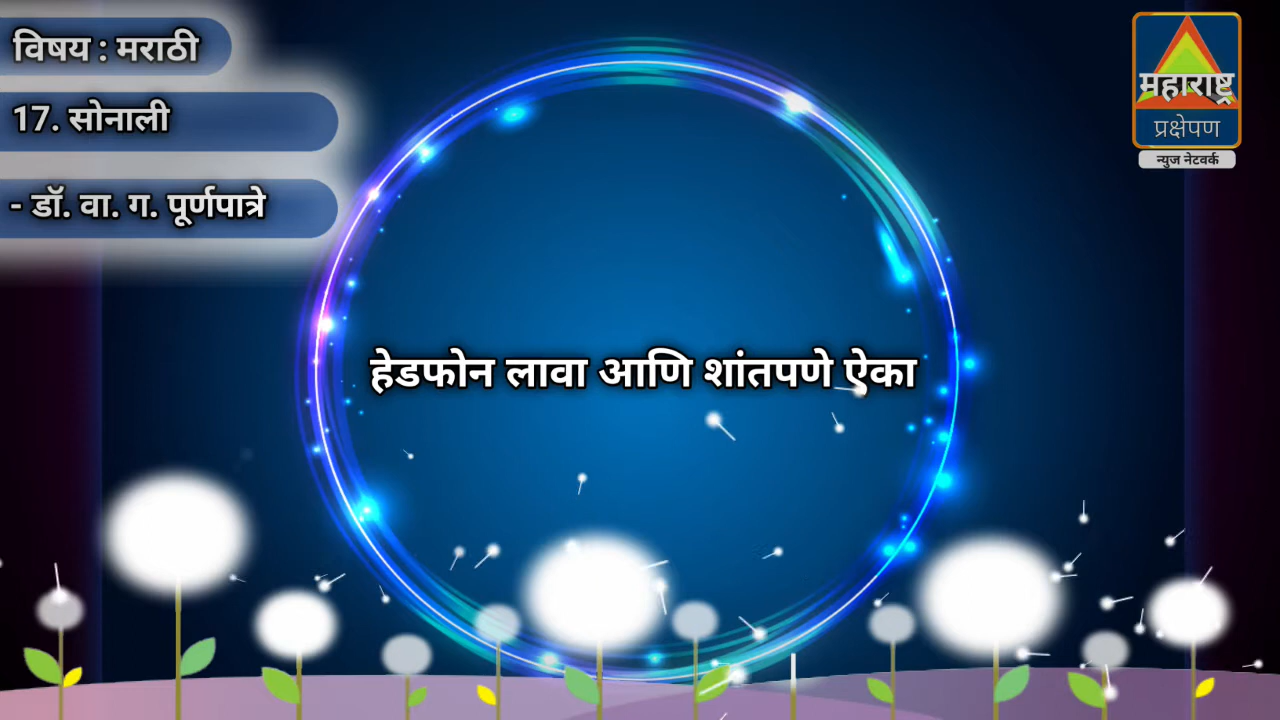 विषय : मराठी
17. सोनाली
- डॉ. वा. ग. पूर्णपात्रे
महाराष्ट्र
प्रक्षेपण
न्युज नेटवर्क
हेडफोन लावा आणि शांतपणे ऐका